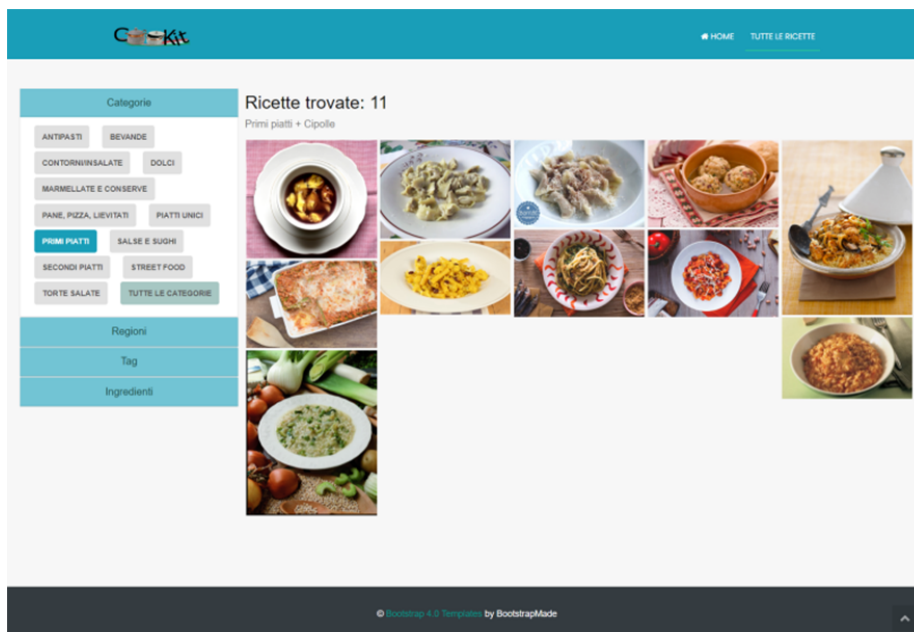 CooKit
HOME TUTTE LE RICETTE
Categorie
ANTIPASTI BEVANDE
CONTORNI/INSALATE DOLCI
MARMELLATE E CONSERVE
PANE, PIZZA, LIEVITATI PIATTI UNICI
PRIMI PIATTI SALSE E SUGHI
SECONDI PIATTI STREET FOOD
TORTE SALATE TUTTE LE CATEGORIE
Regioni
Tag
Ingredienti
Ricette trovate: 11
Primi piatti + Cipolle
© Bootstrap 4.0 Templates by BootstrapMade